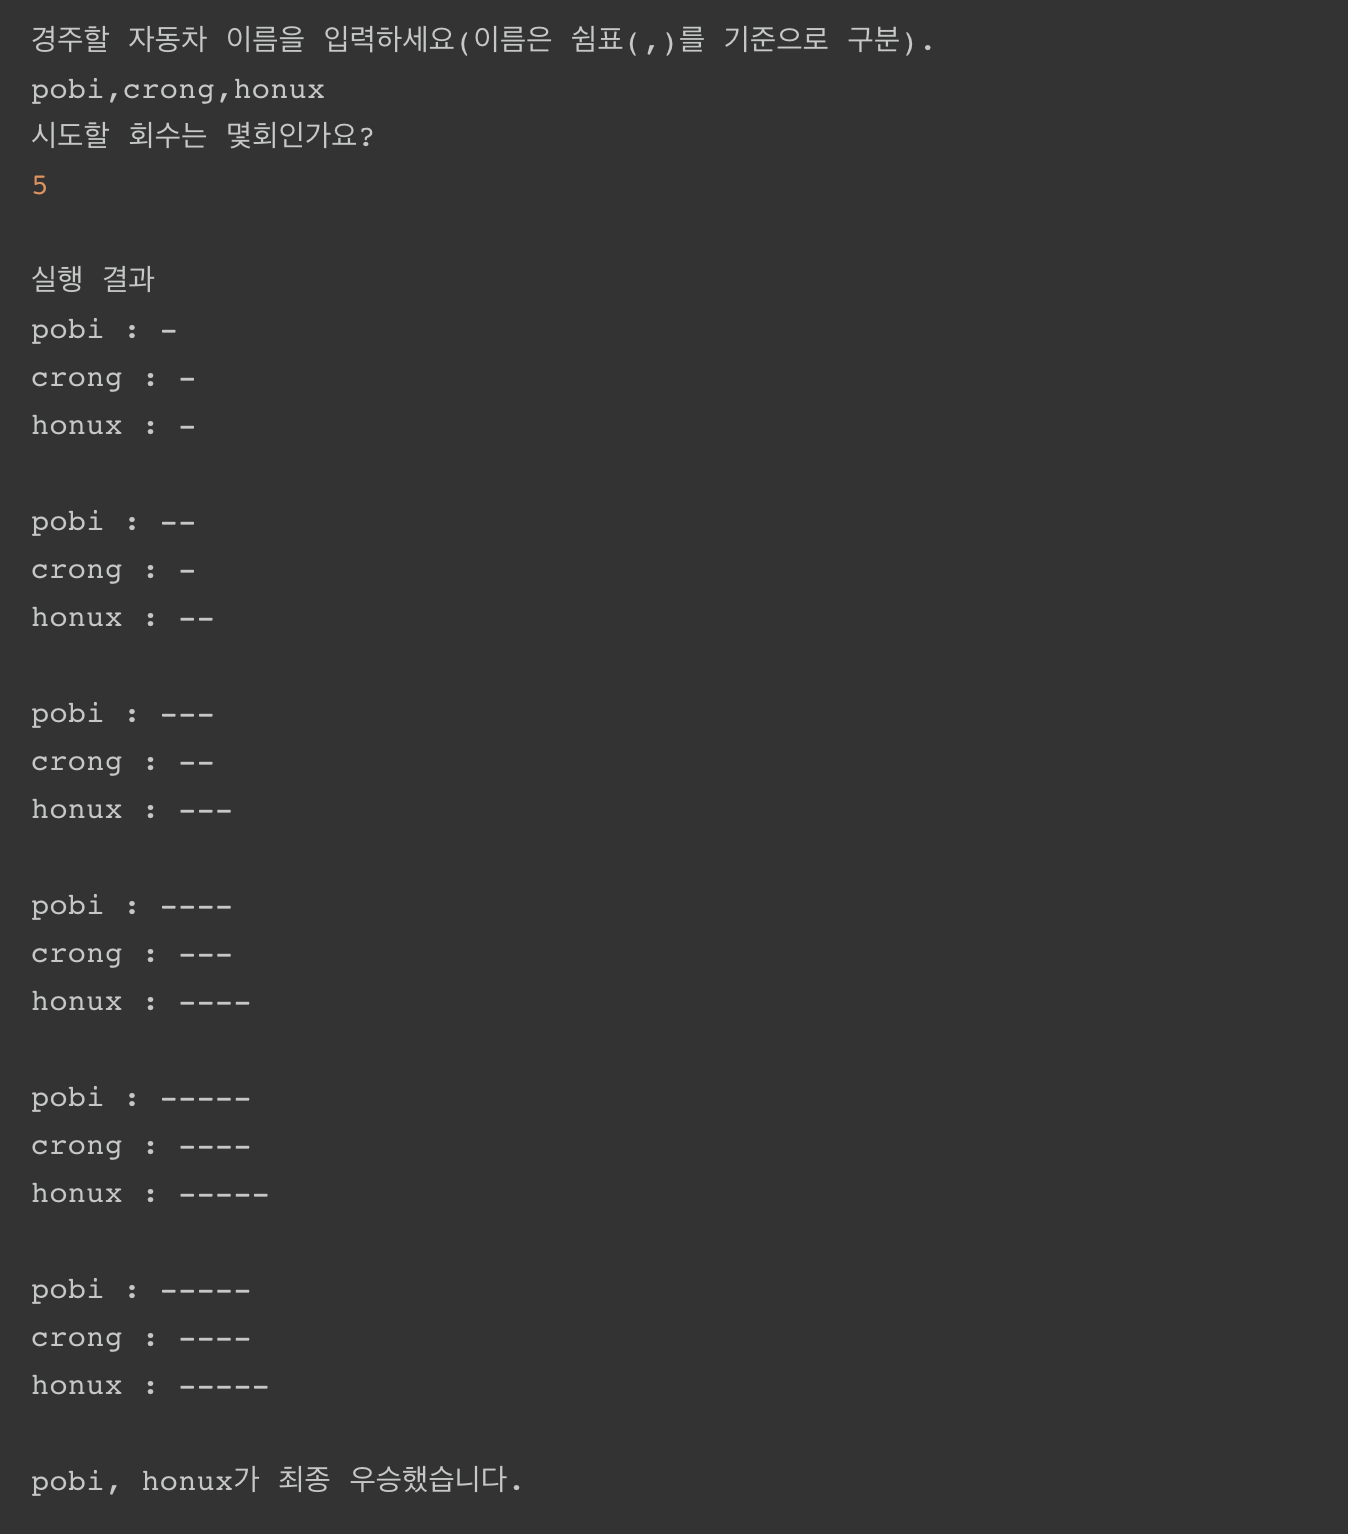 경주할 자동차 이름을 입력하세요(이름은 쉼표(,)를 기준으로 구분).
pobi,crong,honux
시도할 회수는 몇회인가요?
5
실행 결과
pobi : -
crong : -
honux : -
pobi : --
crong : -
honux : --
pobi : ---
crong : --
honux : ---
pobi : ----
crong : ---
honux : ----
pobi : -----
crong : ----
honux : -----
pobi : -----
crong : ----
honux : -----
pobi, honux가 최종 우승했습니다.